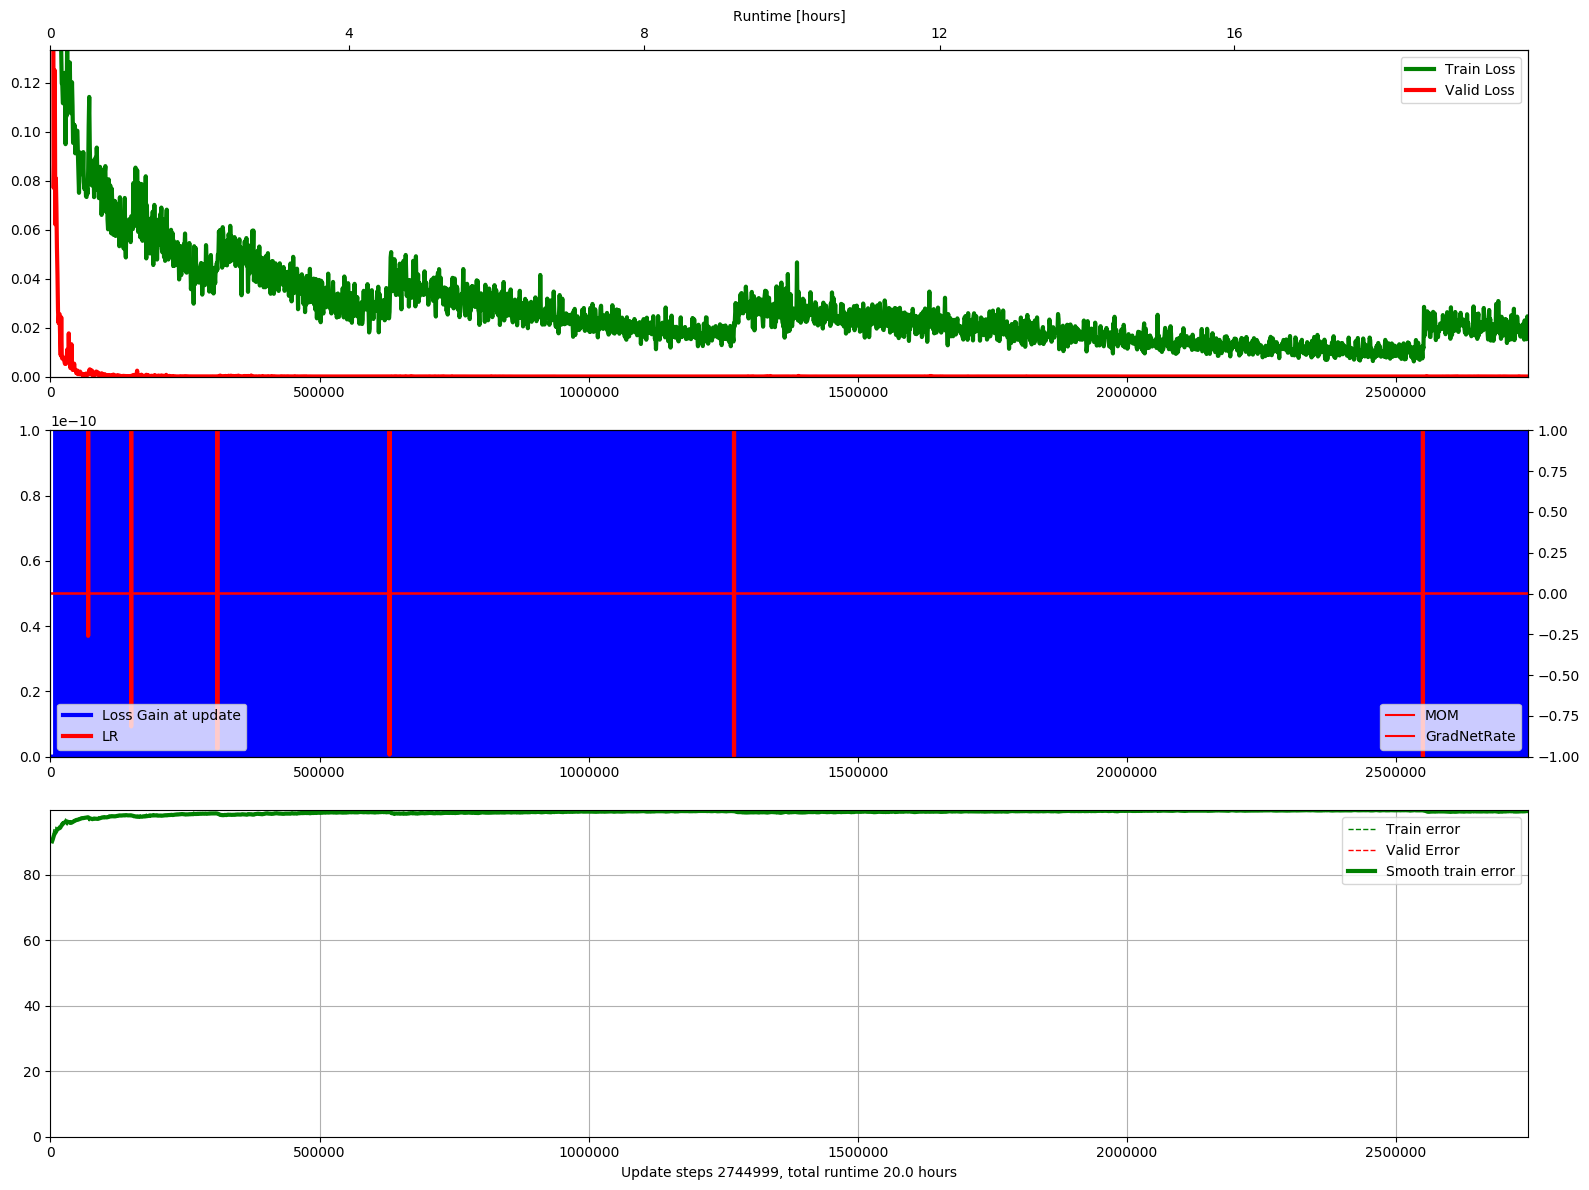 Runtime [hours]
0 4 8 12 16
0.12
0.10
0.08
0.06
0.04
0.02
0.00
Train Loss
Valid Loss
0 500000 1000000 1500000 2000000 2500000
1e−10
1.0
0.8
0.6
0.4
0.2
0.0
Loss Gain at update
LR
MOM
GradNetRate
1.00
0.75
0.50
0.25
0.00
−0.25
−0.50
−0.75
−1.00
0 500000 1000000 1500000 2000000 2500000
80
60
40
20
0
Train error
Valid Error
Smooth train error
0 500000 1000000 1500000 2000000 2500000
Update steps 2744999, total runtime 20.0 hours